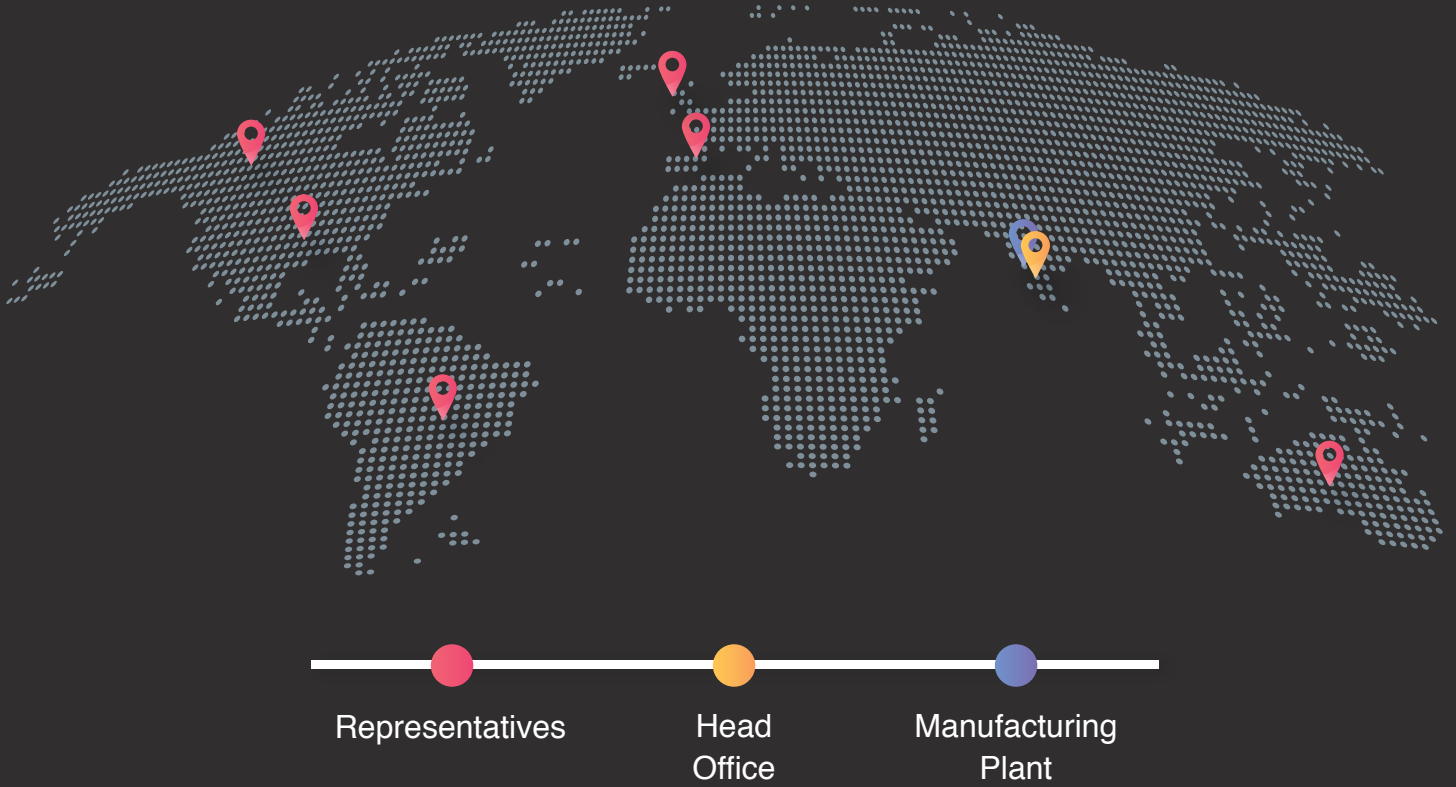 Representatives
Head
Office
Manufacturing
Plant